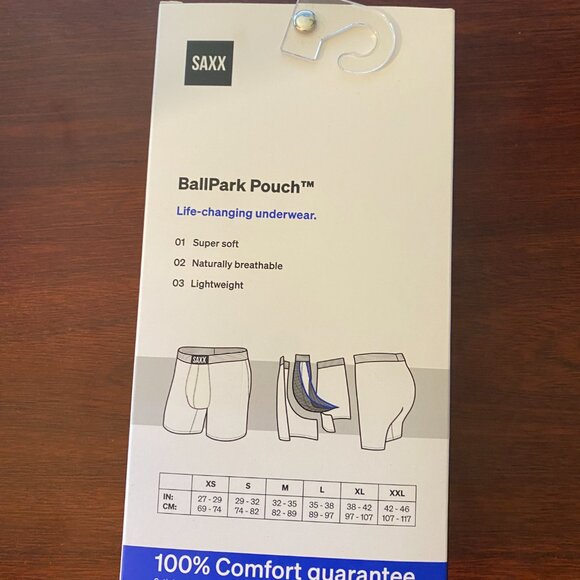 SAXX
BallPark Pouch™
Life-changing underwear.
01 Super soft
02 Naturally breathable
03 Lightweight
SAXX
XS S M L XL XXL
IN: 27 - 29 29 - 32 32 - 35 35 - 38 38 - 42 42 - 46
CM: 69 - 74 74 - 82 82 - 89 89 - 97 97 - 107 107 - 117
100% Comfort guarantee